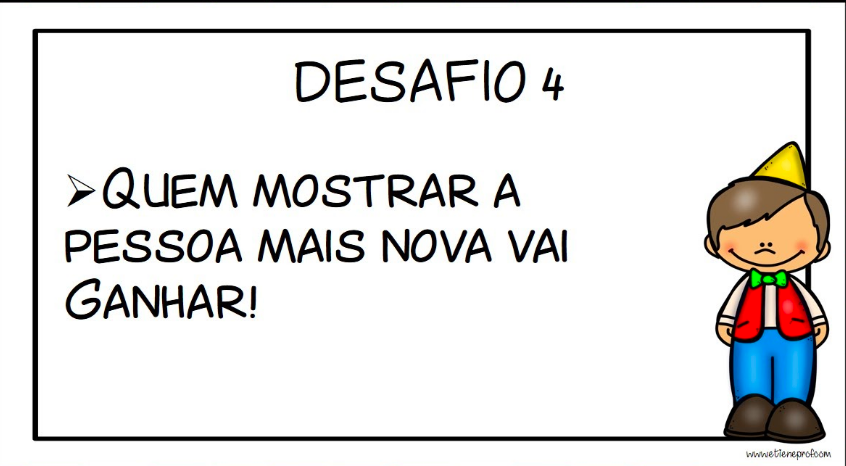 DESAFIO 4
➢QUEM MOSTRAR A
PESSOA MAIS NOVA VAI
GANHAR!
www.etieneprof.com